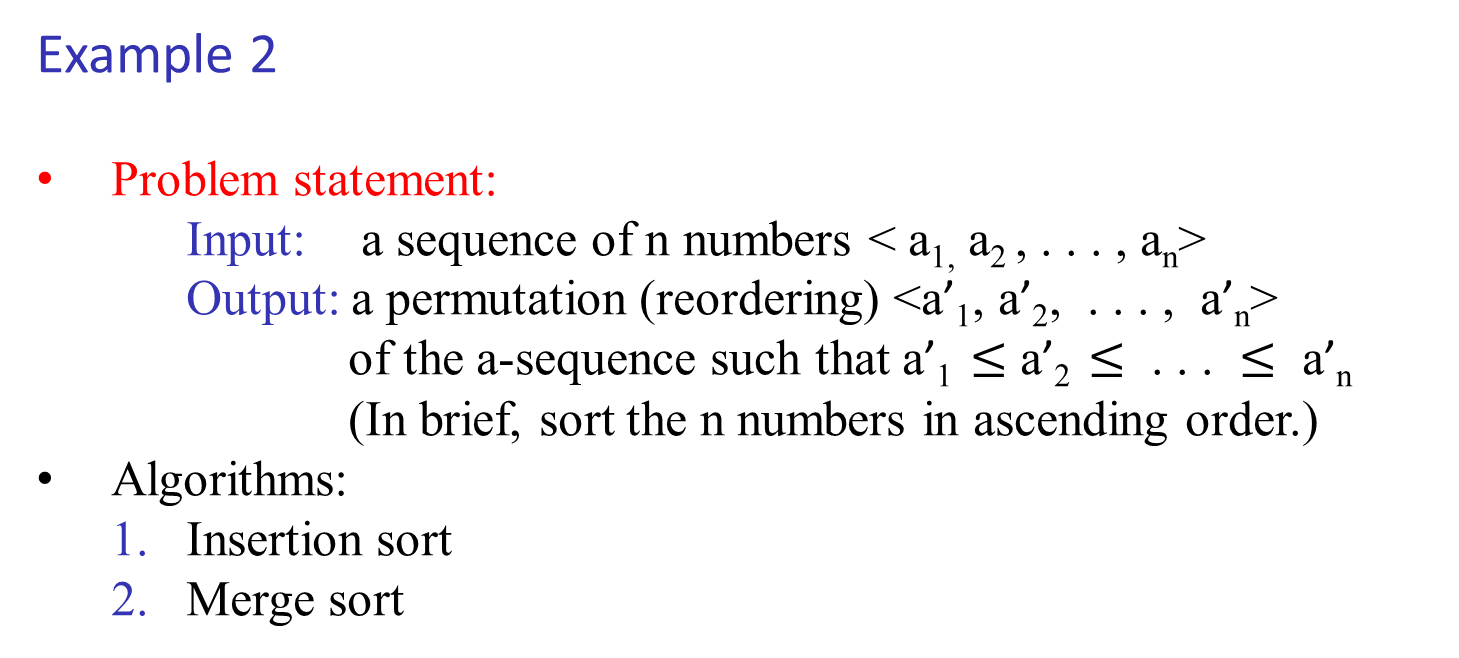 Example 2
• Problem statement:
Input: a sequence of n numbers < a₁, a₂ , . . . , aₙ>
Output: a permutation (reordering) <a′₁, a′₂, . . . , a′ₙ>
of the a-sequence such that a′₁ ≤ a′₂ ≤ . . . ≤ a′ₙ
(In brief, sort the n numbers in ascending order.)
• Algorithms:
1. Insertion sort
2. Merge sort